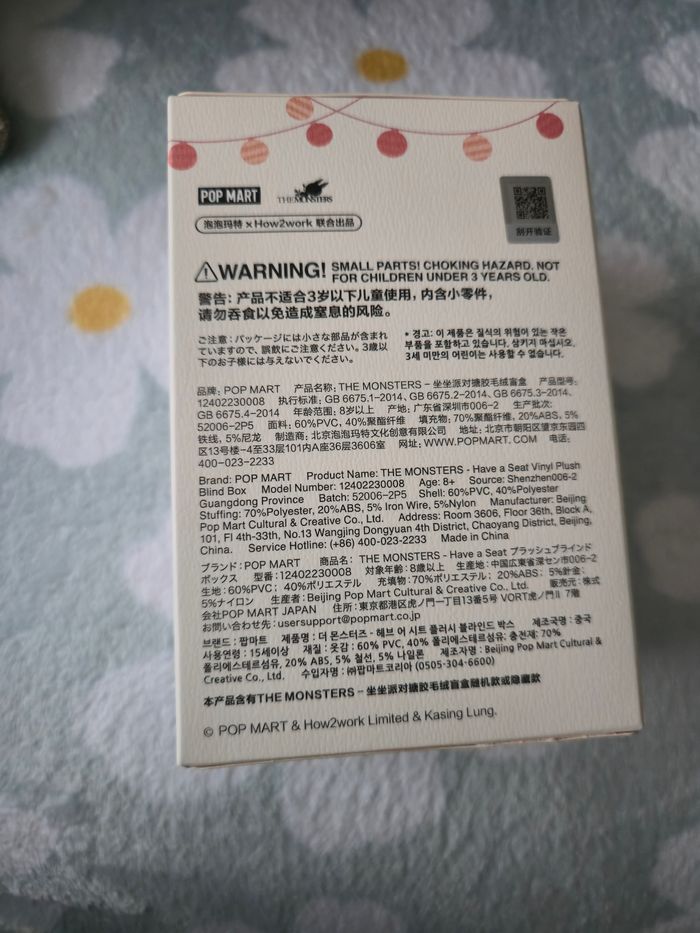 POP MART THE MONSTERS
泡泡玛特 x How2work 联合出品
刮开验证
WARNING! SMALL PARTS! CHOKING HAZARD. NOT
FOR CHILDREN UNDER 3 YEARS OLD.
警告: 产品不适合3岁以下儿童使用，内含小零件，
请勿吞食以免造成窒息的风险。
ご注意：パッケージには小さな部品が含まれ
ていますので、誤飲にご注意ください。3歳以
下のお子様には与えないでください。
* 경고: 이 제품은 질식의 위험이 있는 작은
부품을 포함하고 있습니다. 삼키지 마십시오.
3세 미만의 어린이는 사용할 수 없습니다.
品牌: POP MART 产品名称: THE MONSTERS – 坐坐派对搪胶毛绒盲盒 产品型号:
12402230008 执行标准: GB 6675.1-2014、GB 6675.2-2014、GB 6675.3-2014、
GB 6675.4-2014 年龄范围: 8岁以上 产地: 广东省深圳市006-2 生产批次:
52006-2P5 面料: 60%PVC, 40%聚酯纤维 填充物: 70%聚酯纤维, 20%ABS, 5%
铁线, 5%尼龙 制造商: 北京泡泡玛特文化创意有限公司 地址: 北京市朝阳区望京东园四
区13号楼-4至33层101内A座36层3606室 网址: WWW.POPMART.COM 电话:
400-023-2233
Brand: POP MART Product Name: THE MONSTERS - Have a Seat Vinyl Plush
Blind Box Model Number: 12402230008 Age: 8+ Source: Shenzhen006-2
Guangdong Province Batch: 52006-2P5 Shell: 60%PVC, 40%Polyester
Stuffing: 70%Polyester, 20%ABS, 5% Iron Wire, 5%Nylon Manufacturer: Beijing
Pop Mart Cultural & Creative Co., Ltd. Address: Room 3606, Floor 36th, Block A,
101, Fl 4th-33th, No.13 Wangjing Dongyuan 4th District, Chaoyang District, Beijing,
China. Service Hotline: (+86) 400-023-2233 Made in China
ブランド: POP MART 商品名: THE MONSTERS - Have a Seat プラッシュブラインド
ボックス 型番: 12402230008 対象年齢: 8歳以上 生産地: 中国広東省深セン市006-2
生地: 60%PVC; 40%ポリエステル 充填物: 70%ポリエステル; 20%ABS; 5%針金;
5%ナイロン 生産者: Beijing Pop Mart Cultural & Creative Co., Ltd. 販売元: 株式
会社POP MART JAPAN 住所: 東京都港区虎ノ門一丁目13番5号 VORT虎ノ門II 7階
お問い合わせ先: usersupport@popmart.co.jp
브랜드 : 팝마트 제품명 : 더 몬스터즈 - 헤브 어 시트 플러시 블라인드 박스 제조국명 : 중국
사용연령 : 15세이상 재질 : 옷감 : 60% PVC, 40% 폴리에스테르섬유; 충전재: 70%
폴리에스테르섬유, 20% ABS, 5% 철선, 5% 나일론 제조자명 : Beijing Pop Mart Cultural &
Creative Co., Ltd. 수입자명 : ㈜팝마트코리아 (0505-304-6600)
本产品含有THE MONSTERS – 坐坐派对搪胶毛绒盲盒随机款或隐藏款
© POP MART & How2work Limited & Kasing Lung.